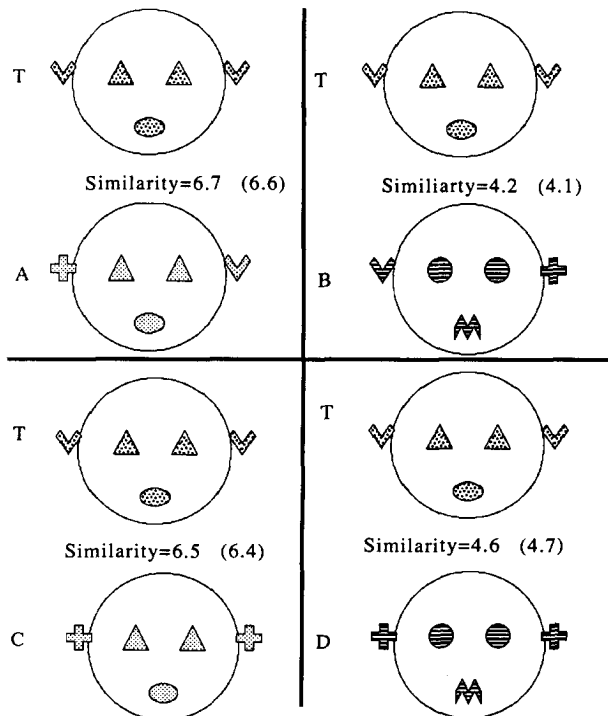 T
Similarity=6.7 (6.6)
A
T
Similiarty=4.2 (4.1)
B
T
Similarity=6.5 (6.4)
C
T
Similarity=4.6 (4.7)
D